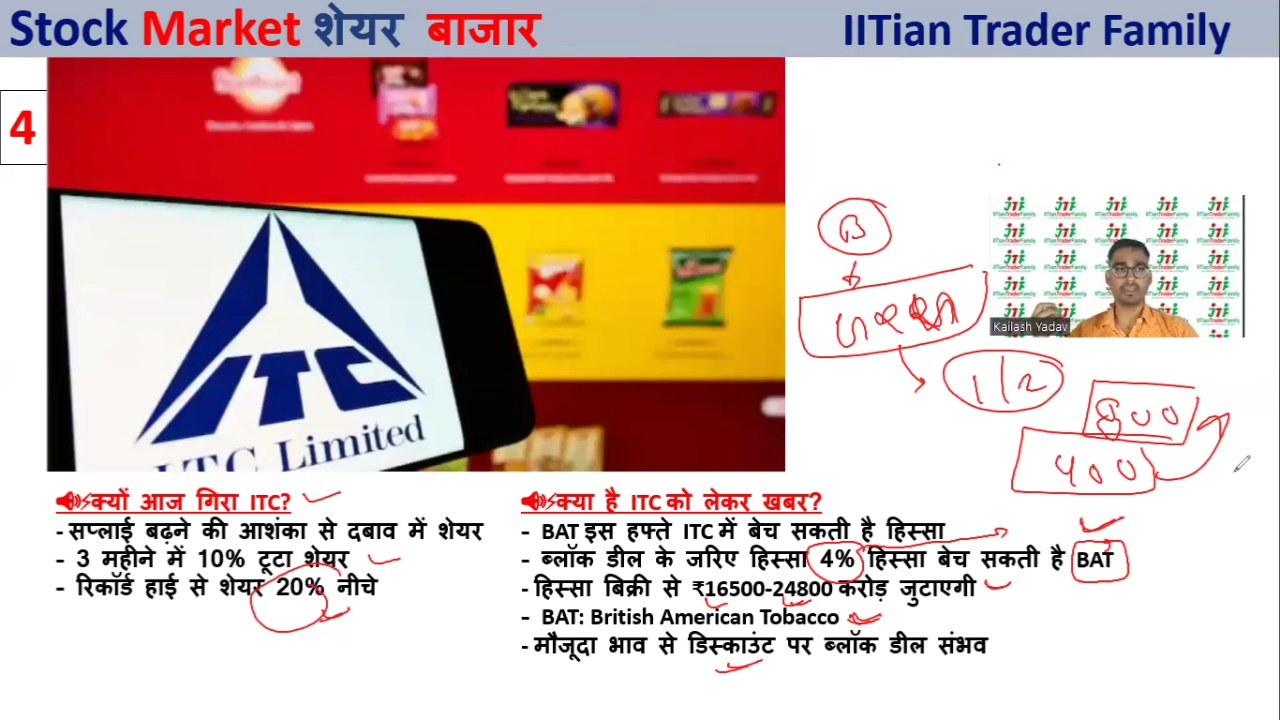 Stock Market शेयर बाजार
IITian Trader Family
4
ITC
ITC Limited
B
1/2
800
400
Kailash Yadav
🔊⚡क्यों आज गिरा ITC?
- सप्लाई बढ़ने की आशंका से दबाव में शेयर
- 3 महीने में 10% टूटा शेयर
- रिकॉर्ड हाई से शेयर 20% नीचे
🔊⚡क्या है ITC को लेकर खबर?
- BAT इस हफ्ते ITC में बेच सकती है हिस्सा
- ब्लॉक डील के जरिए हिस्सा 4% हिस्सा बेच सकती है BAT
- हिस्सा बिक्री से ₹16500-24800 करोड़ जुटाएगी
- BAT: British American Tobacco
- मौजूदा भाव से डिस्काउंट पर ब्लॉक डील संभव